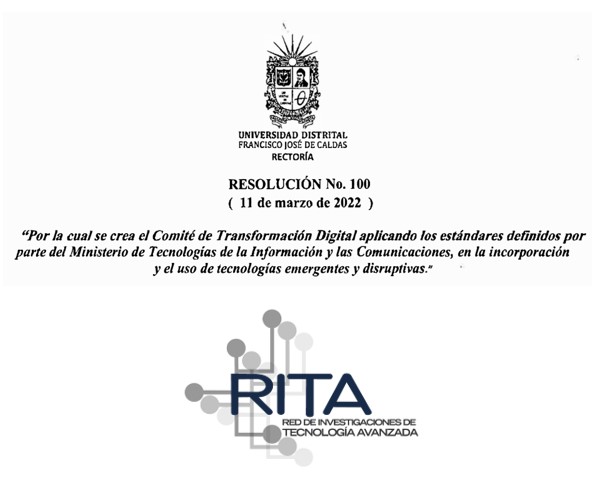 UNIVERSIDAD DISTRITAL
FRANCISCO JOSÉ DE CALDAS
RECTORÍA
RESOLUCIÓN No. 100
( 11 de marzo de 2022 )
“Por la cual se crea el Comité de Transformación Digital aplicando los estándares definidos por
parte del Ministerio de Tecnologías de la Información y las Comunicaciones, en la incorporación
y el uso de tecnologías emergentes y disruptivas.”
RITA
RED DE INVESTIGACIONES DE
TECNOLOGÍA AVANZADA